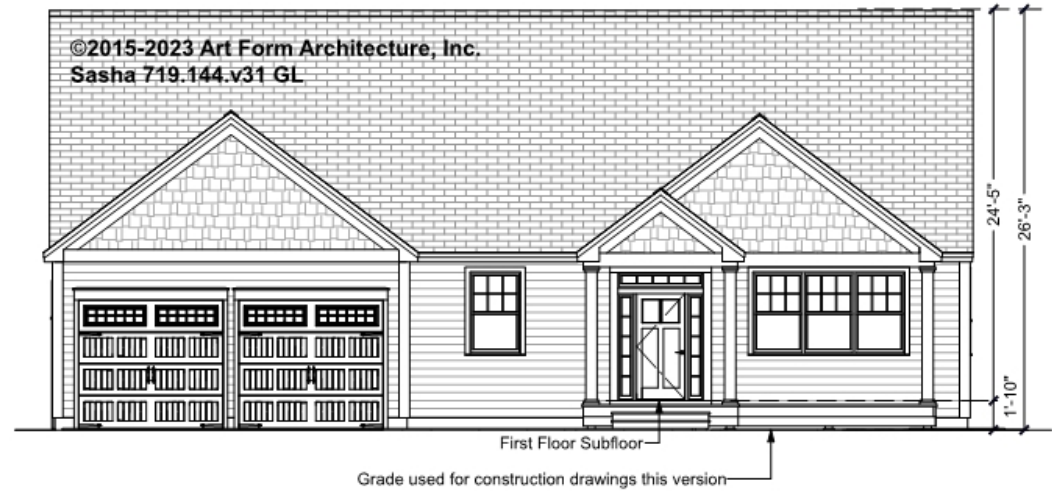 ©2015-2023 Art Form Architecture, Inc.
Sasha 719.144.v31 GL
24'-5"
26'-3"
1'-10"
First Floor Subfloor
Grade used for construction drawings this version